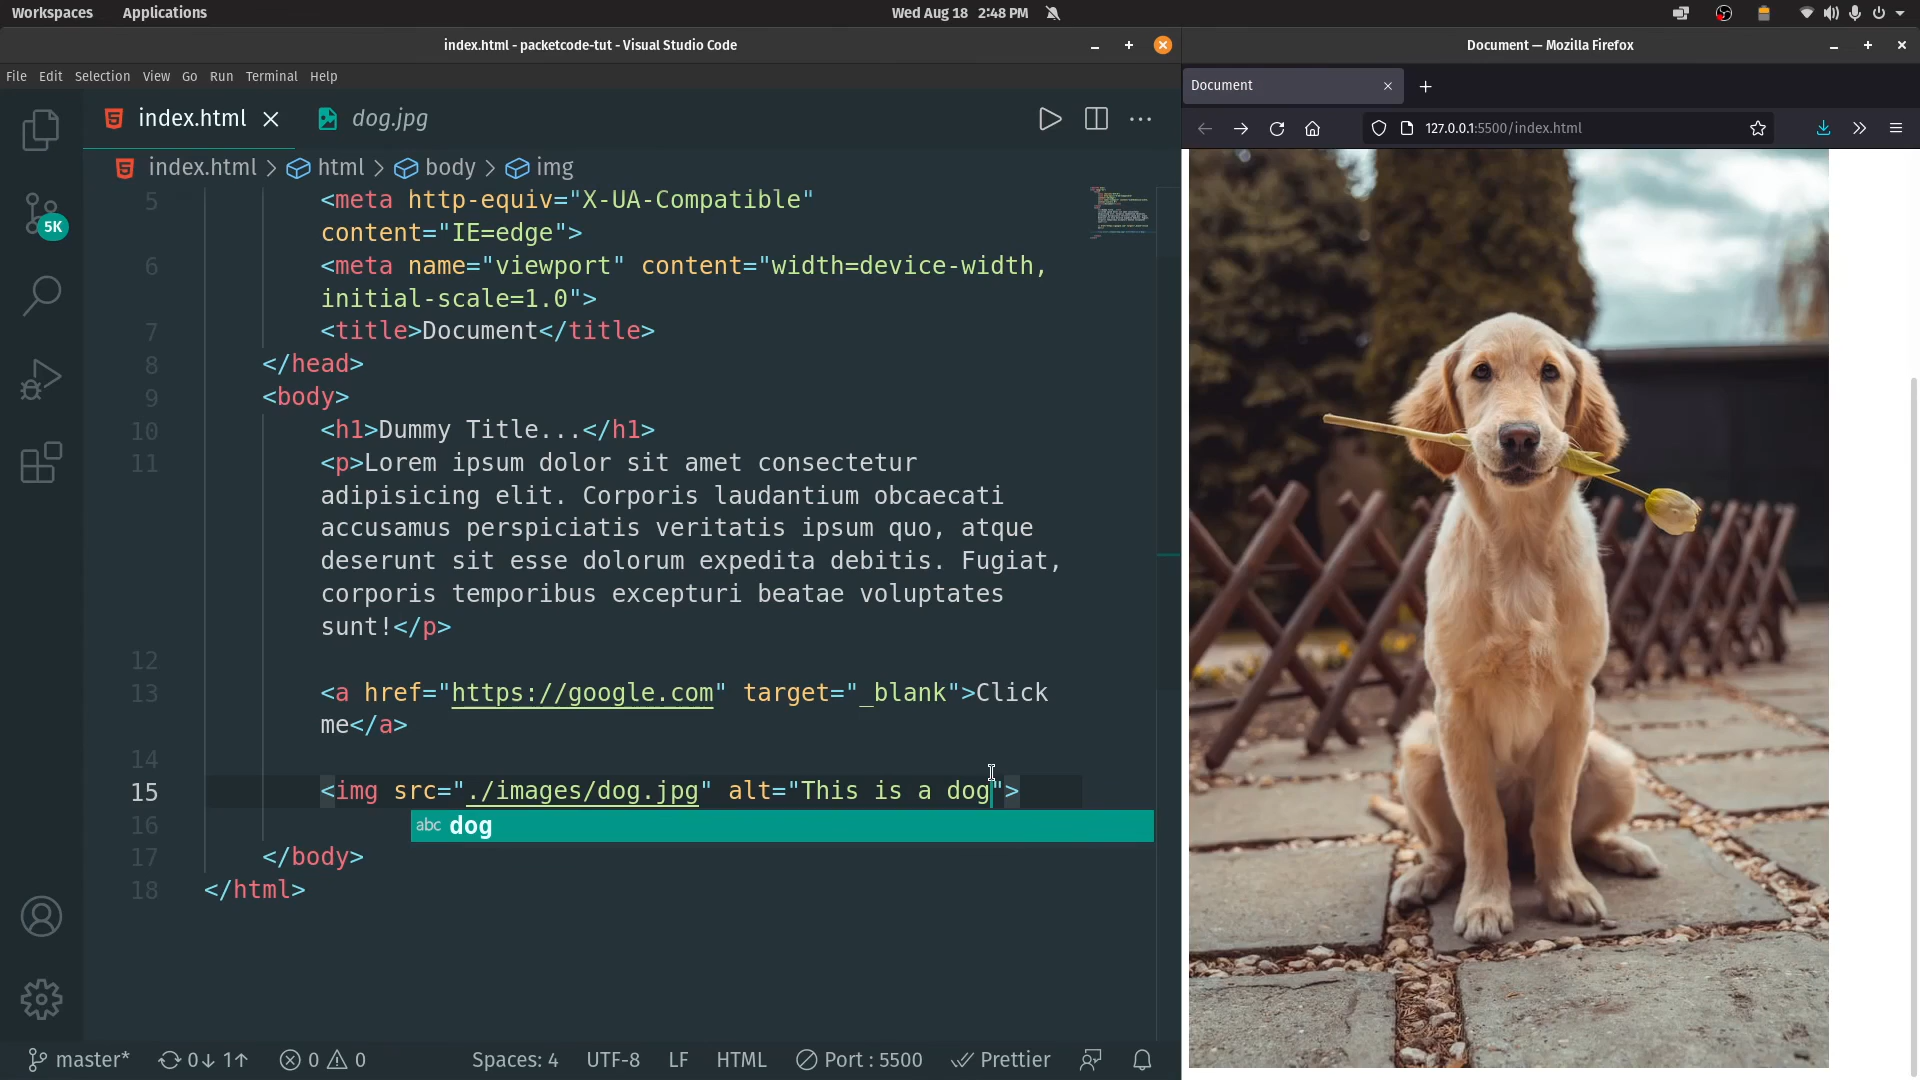 Workspaces Applications Wed Aug 18 2:48 PM
index.html - packetcode-tut - Visual Studio Code
File Edit Selection View Go Run Terminal Help
index.html dog.jpg
index.html > html > body > img
5K
5 <meta http-equiv="X-UA-Compatible"
content="IE=edge">
6 <meta name="viewport" content="width=device-width,
initial-scale=1.0">
7 <title>Document</title>
8 </head>
9 <body>
10 <h1>Dummy Title...</h1>
11 <p>Lorem ipsum dolor sit amet consectetur
adipisicing elit. Corporis laudantium obcaecati
accusamus perspiciatis veritatis ipsum quo, atque
deserunt sit esse dolorum expedita debitis. Fugiat,
corporis temporibus excepturi beatae voluptates
sunt!</p>
12
13 <a href="https://google.com" target="_blank">Click
me</a>
14
15 <img src="./images/dog.jpg" alt="This is a dog">
abc dog
16
17 </body>
18 </html>
master* 0↓ 1↑ 0 0 Spaces: 4 UTF-8 LF HTML Port : 5500 Prettier
Document — Mozilla Firefox
Document
127.0.0.1:5500/index.html